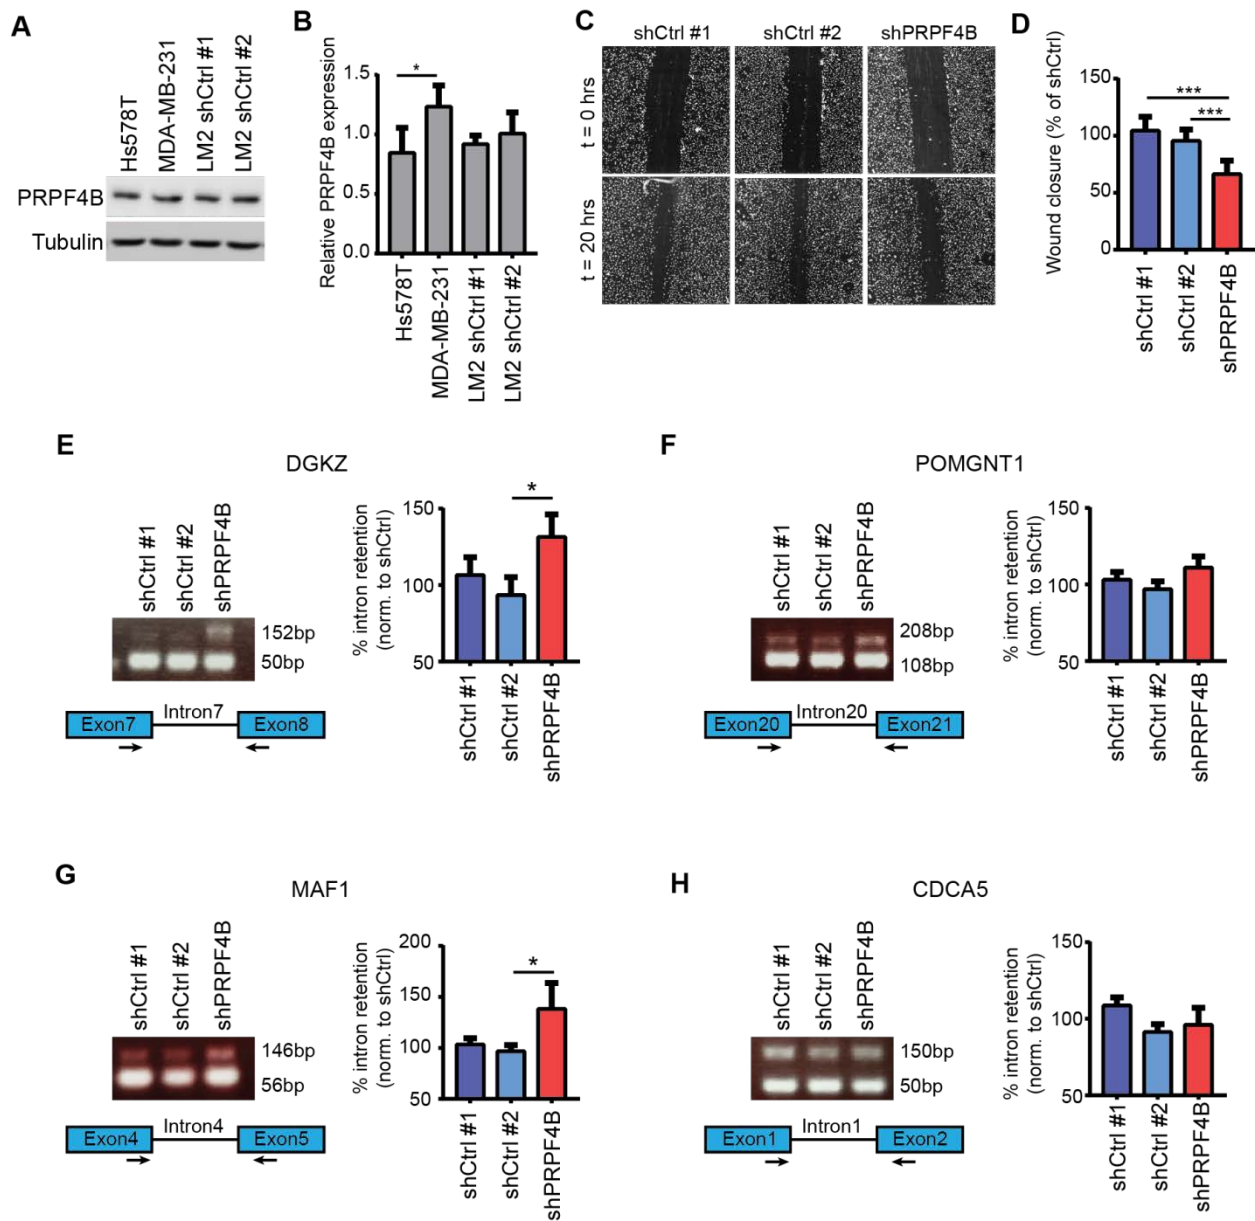 A
Hs578T
MDA-MB-231
LM2 shCtrl #1
LM2 shCtrl #2
PRPF4B
Tubulin
B
Relative PRPF4B expression
1.5
1.0
0.5
0.0
*
Hs578T
MDA-MB-231
LM2 shCtrl #1
LM2 shCtrl #2
C
shCtrl #1
shCtrl #2
shPRPF4B
t = 0 hrs
t = 20 hrs
D
Wound closure (% of shCtrl)
150
100
50
0
***
***
shCtrl #1
shCtrl #2
shPRPF4B
E
DGKZ
shCtrl #1
shCtrl #2
shPRPF4B
152bp
50bp
Exon7
Intron7
Exon8
% intron retention
(norm. to shCtrl)
150
100
50
*
shCtrl #1
shCtrl #2
shPRPF4B
F
POMGNT1
shCtrl #1
shCtrl #2
shPRPF4B
208bp
108bp
Exon20
Intron20
Exon21
% intron retention
(norm. to shCtrl)
150
100
50
shCtrl #1
shCtrl #2
shPRPF4B
G
MAF1
shCtrl #1
shCtrl #2
shPRPF4B
146bp
56bp
Exon4
Intron4
Exon5
% intron retention
(norm. to shCtrl)
200
150
100
50
*
shCtrl #1
shCtrl #2
shPRPF4B
H
CDCA5
shCtrl #1
shCtrl #2
shPRPF4B
150bp
50bp
Exon1
Intron1
Exon2
% intron retention
(norm. to shCtrl)
150
100
50
shCtrl #1
shCtrl #2
shPRPF4B